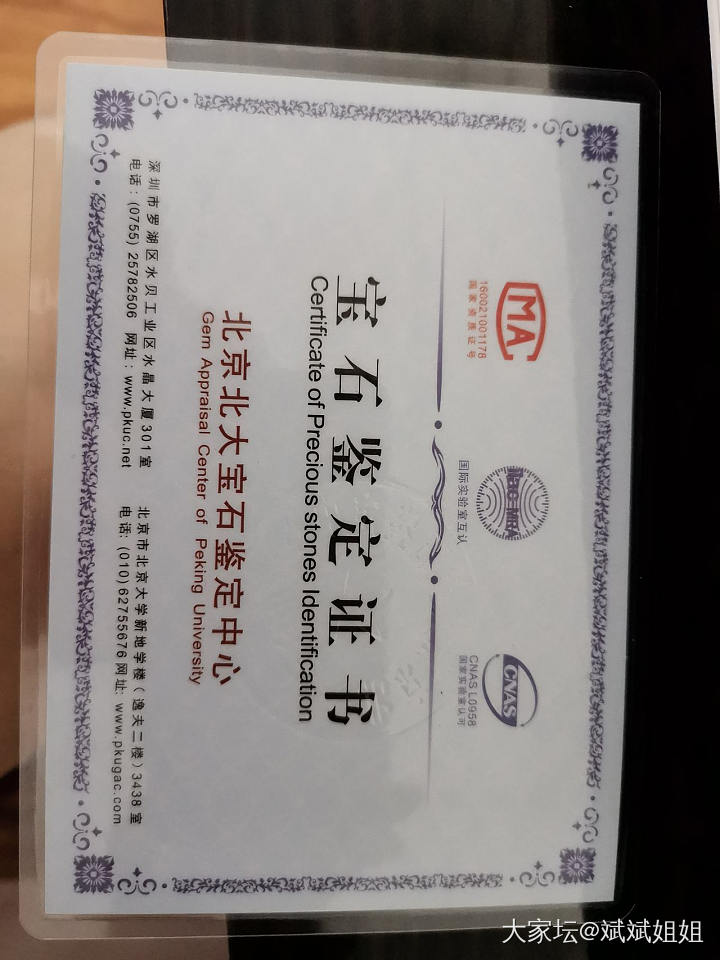 MA
160021001178
国家资质证号
ilac-MRA
国际实验室互认
CNAS
CNAS L0958
国家实验室认可
宝石鉴定证书
Certificate of Precious stones Identification
北京北大宝石鉴定中心
Gem Appraisal Center of Peking University
深圳市罗湖区水贝工业区水晶大厦301室 北京市北京大学新地学楼(逸夫二楼)3438室
电话:(0755) 25782506 网址:www.pkuc.net 电话:(010)62755676 网址:www.pkugac.com
大家坛@斌斌姐姐